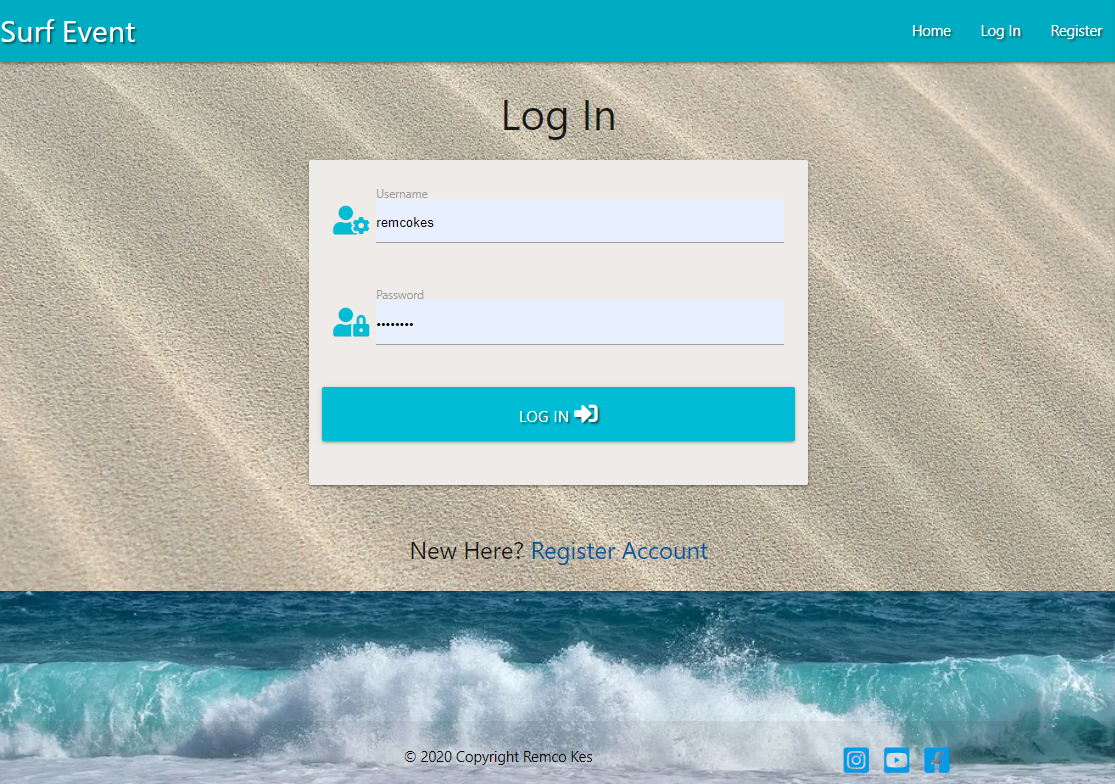 Surf Event
Home Log In Register
Log In
Username
remcokes
Password
••••••••
LOG IN
New Here? Register Account
© 2020 Copyright Remco Kes